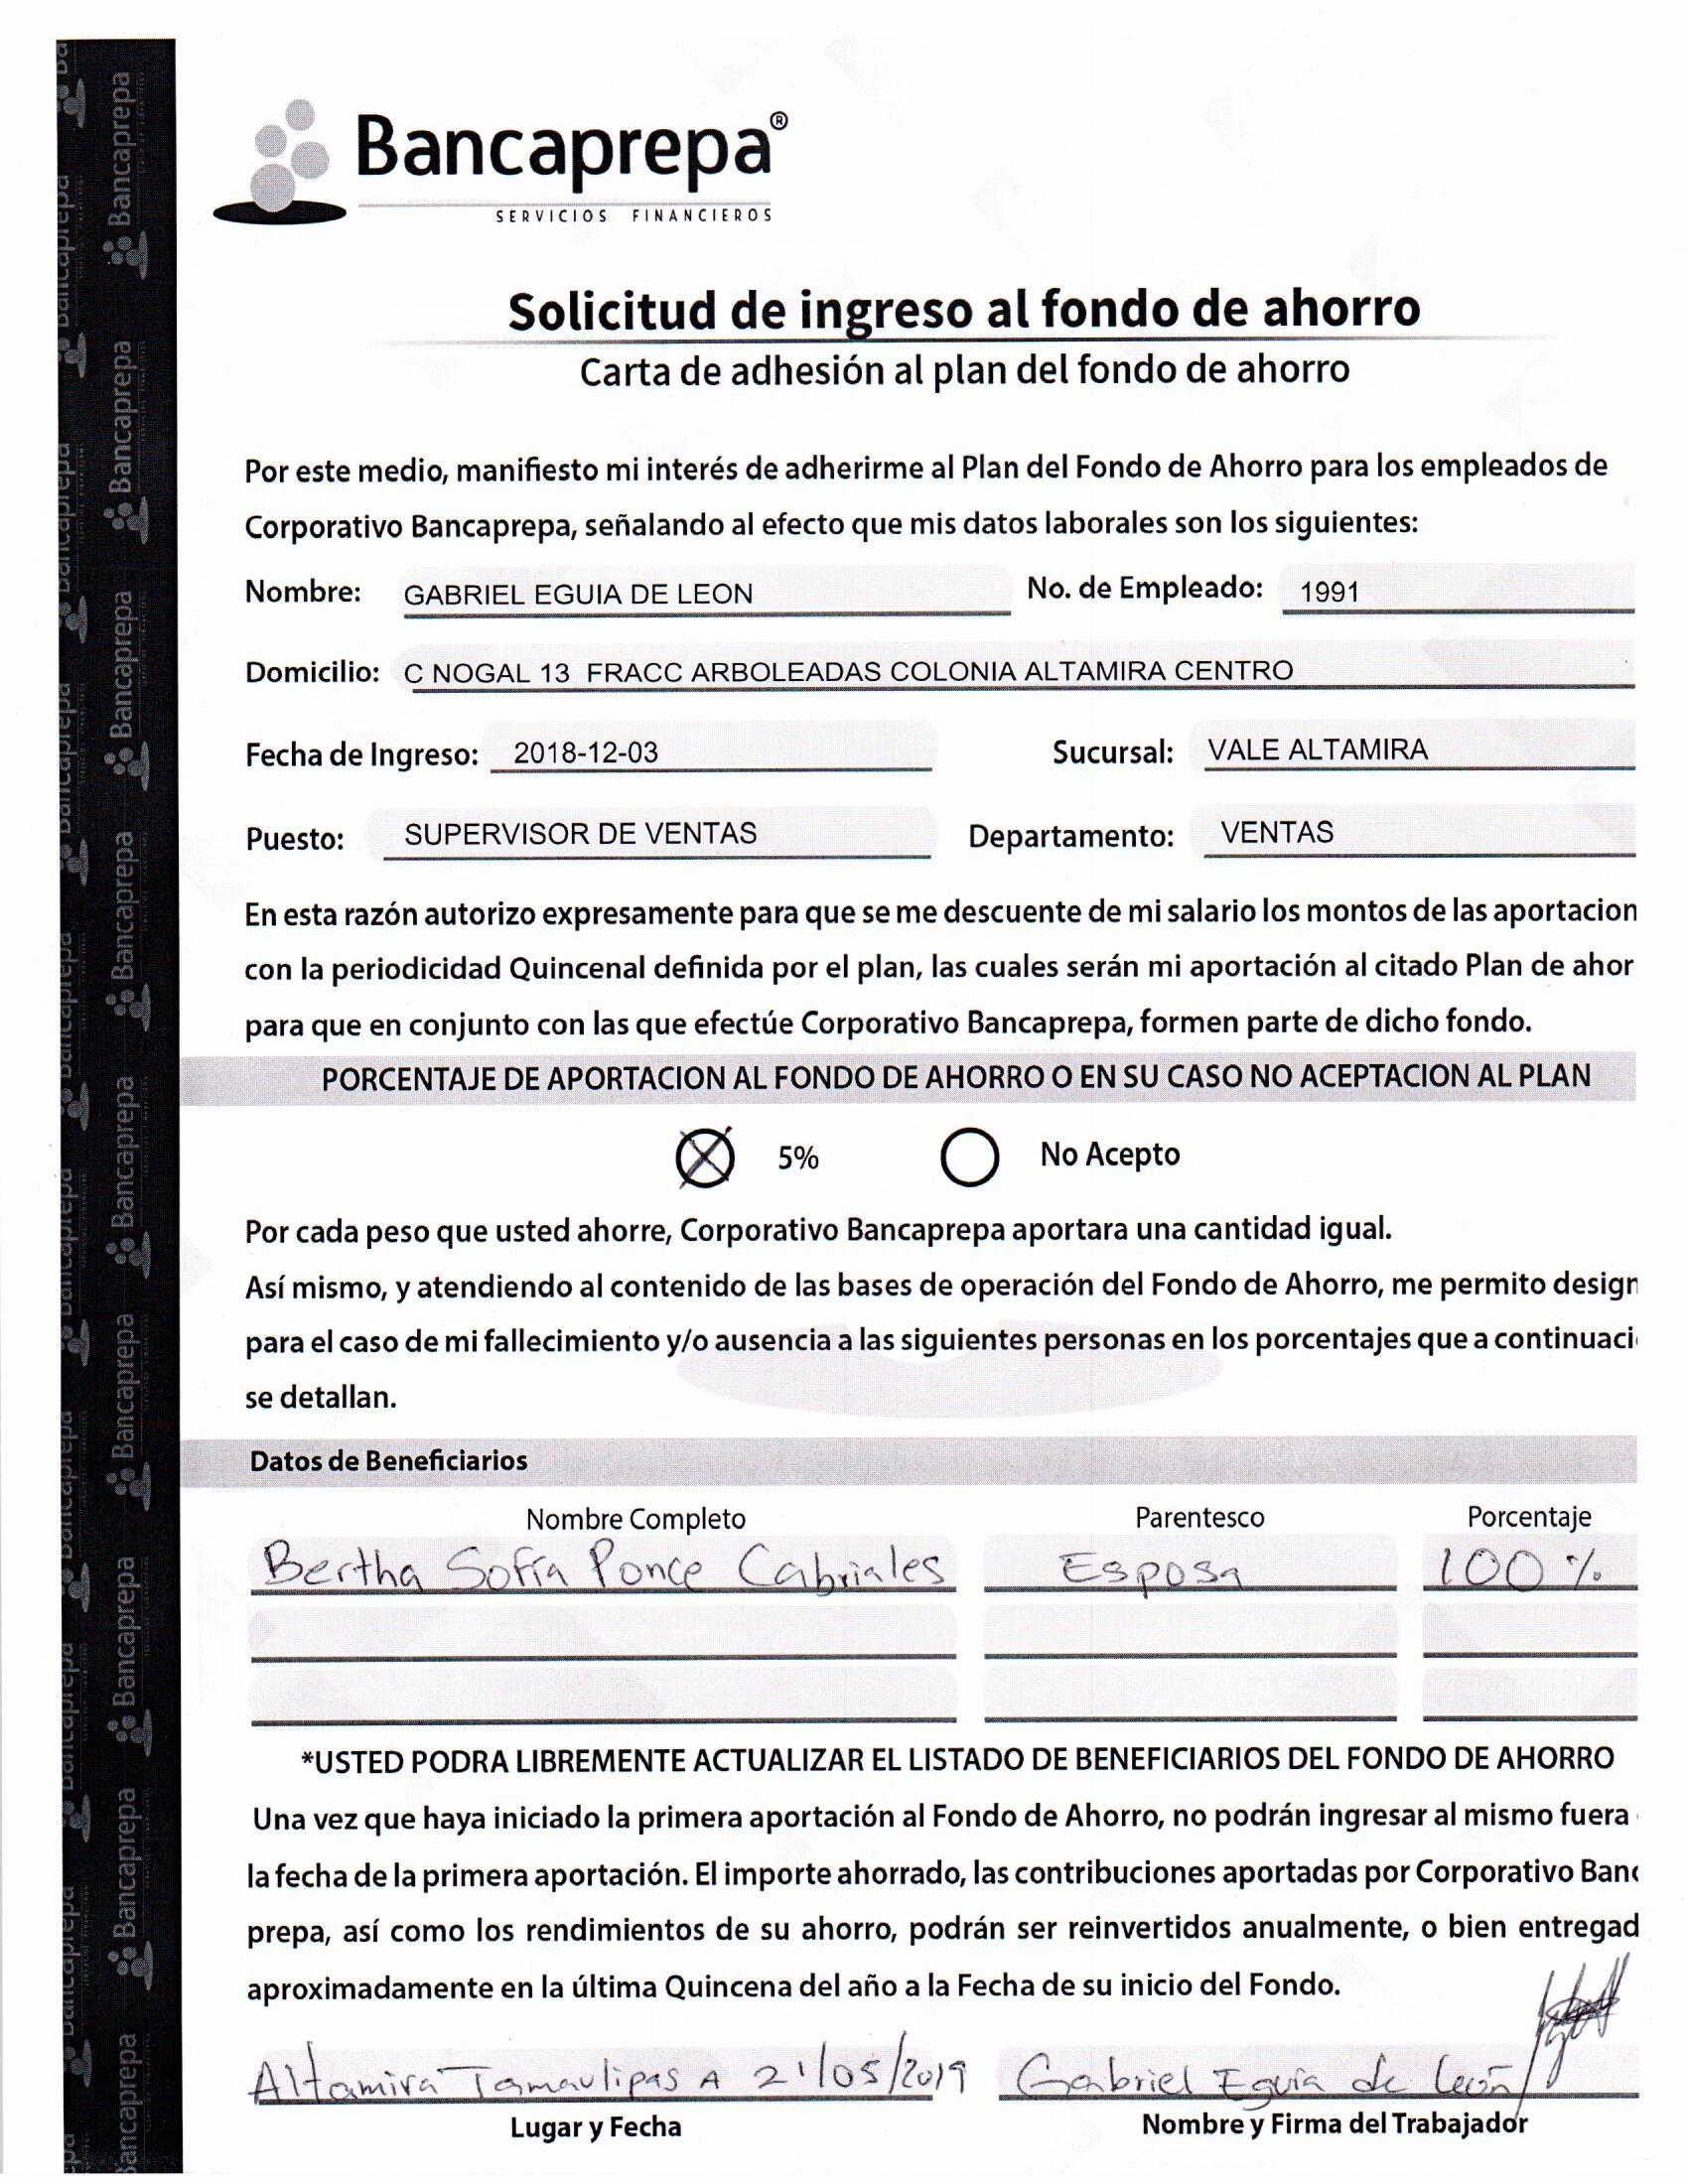 Bancaprepa®
SERVICIOS FINANCIEROS
Solicitud de ingreso al fondo de ahorro
Carta de adhesión al plan del fondo de ahorro
Por este medio, manifiesto mi interés de adherirme al Plan del Fondo de Ahorro para los empleados de
Corporativo Bancaprepa, señalando al efecto que mis datos laborales son los siguientes:
Nombre: GABRIEL EGUIA DE LEON No. de Empleado: 1991
Domicilio: C NOGAL 13 FRACC ARBOLEADAS COLONIA ALTAMIRA CENTRO
Fecha de Ingreso: 2018-12-03 Sucursal: VALE ALTAMIRA
Puesto: SUPERVISOR DE VENTAS Departamento: VENTAS
En esta razón autorizo expresamente para que se me descuente de mi salario los montos de las aportacion
con la periodicidad Quincenal definida por el plan, las cuales serán mi aportación al citado Plan de ahor
para que en conjunto con las que efectúe Corporativo Bancaprepa, formen parte de dicho fondo.
PORCENTAJE DE APORTACION AL FONDO DE AHORRO O EN SU CASO NO ACEPTACION AL PLAN
5% No Acepto
Por cada peso que usted ahorre, Corporativo Bancaprepa aportara una cantidad igual.
Así mismo, y atendiendo al contenido de las bases de operación del Fondo de Ahorro, me permito design
para el caso de mi fallecimiento y/o ausencia a las siguientes personas en los porcentajes que a continuaci
se detallan.
Datos de Beneficiarios
Nombre Completo Parentesco Porcentaje
Bertha Sofía Ponce Cabriales Esposa 100%
*USTED PODRA LIBREMENTE ACTUALIZAR EL LISTADO DE BENEFICIARIOS DEL FONDO DE AHORRO
Una vez que haya iniciado la primera aportación al Fondo de Ahorro, no podrán ingresar al mismo fuera
la fecha de la primera aportación. El importe ahorrado, las contribuciones aportadas por Corporativo Banc
prepa, así como los rendimientos de su ahorro, podrán ser reinvertidos anualmente, o bien entregad
aproximadamente en la última Quincena del año a la Fecha de su inicio del Fondo.
Altamira Tamaulipas A 21/05/2019 Gabriel Eguia de León
Lugar y Fecha Nombre y Firma del Trabajador